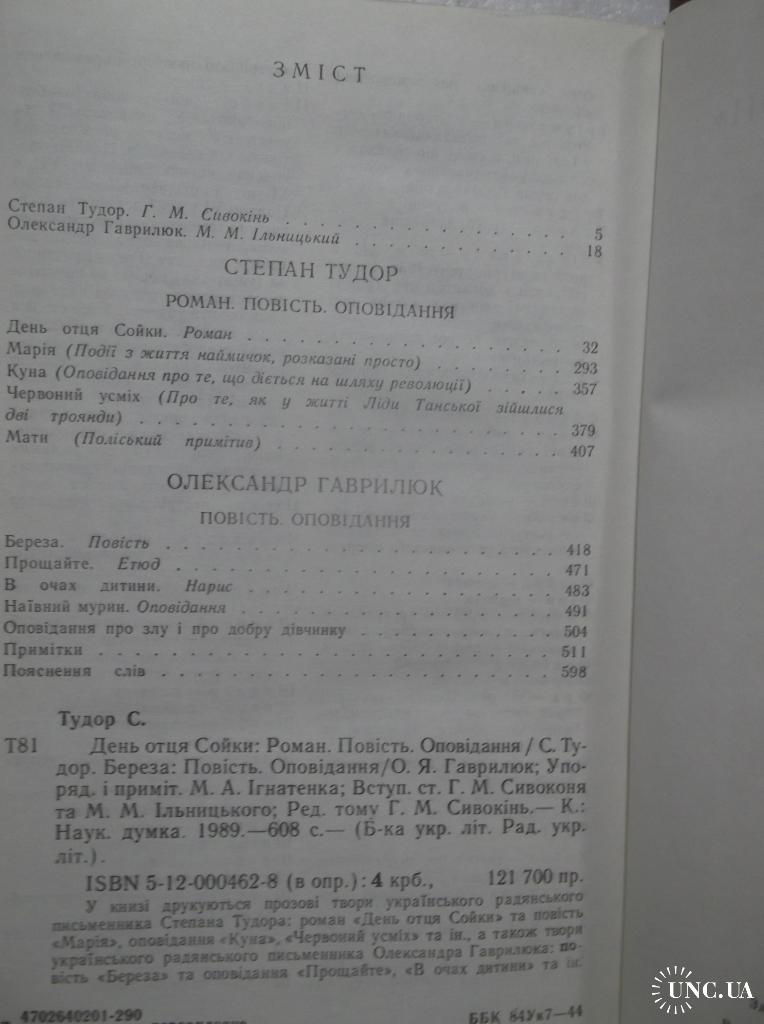 ЗМІСТ
Степан Тудор. Г. М. Сивокінь . . . . . . . . . . . . . . . . 5
Олександр Гаврилюк. М. М. Ільницький . . . . . . . . . . . . 18
СТЕПАН ТУДОР
РОМАН. ПОВІСТЬ. ОПОВІДАННЯ
День отця Сойки. Роман . . . . . . . . . . . . . . . . . 32
Марія (Події з життя наймичок, розказані просто) . . . . . . . . 293
Куна (Оповідання про те, що діється на шляху революції) . . . . . 357
Червоний усміх (Про те, як у житті Ліди Танської зійшлися
дві троянди) . . . . . . . . . . . . . . . . . . . . 379
Мати (Поліський примітив) . . . . . . . . . . . . . . . . 407
ОЛЕКСАНДР ГАВРИЛЮК
ПОВІСТЬ. ОПОВІДАННЯ
Береза. Повість . . . . . . . . . . . . . . . . . . . . 418
Прощайте. Етюд . . . . . . . . . . . . . . . . . . . . 471
В очах дитини. Нарис . . . . . . . . . . . . . . . . . 483
Наївний мурин. Оповідання . . . . . . . . . . . . . . . . 491
Оповідання про злу і про добру дівчинку . . . . . . . . . . . 504
Примітки . . . . . . . . . . . . . . . . . . . . . . 511
Пояснення слів . . . . . . . . . . . . . . . . . . . . 598
Тудор С.
Т81 День отця Сойки: Роман. Повість. Оповідання / С. Ту-
дор. Береза: Повість. Оповідання/О. Я. Гаврилюк; Упо-
ряд. і приміт. М. А. Ігнатенка; Вступ. ст. Г. М. Сивоконя
та М. М. Ільницького; Ред. тому Г. М. Сивокінь.— К.:
Наук. думка. 1989.—608 с.— (Б-ка укр. літ. Рад. укр.
літ.).
ISBN 5-12-000462-8 (в опр.): 4 крб., 121 700 пр.
У книзі друкуються прозові твори українського радянського
письменника Степана Тудора: роман «День отця Сойки» та повість
«Марія», оповідання «Куна», «Червоний усміх» та ін., а також твори
українського радянського письменника Олександра Гаврилюка: по-
вість «Береза» та оповідання «Прощайте», «В очах дитини» та ін.
4702640201-290 ББК 84Ук7—44
UNC.UA